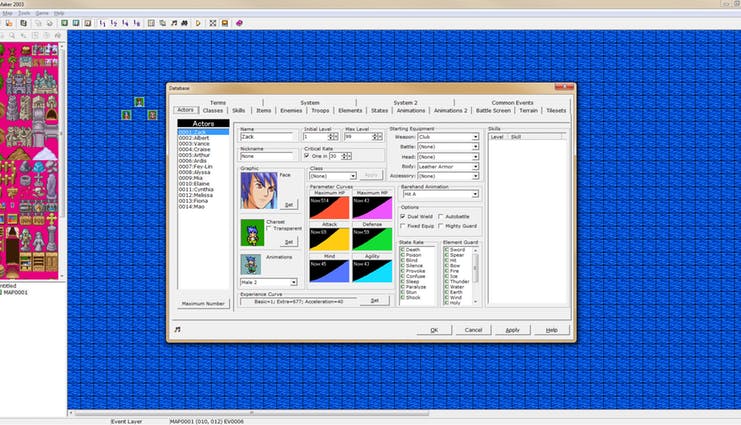 Maker 2003
Map Tools Game Help
Database
Terms System System 2 Common Events
Actors Classes Skills Items Enemies Troops Elements States Animations Animations 2 Battle Screen Terrain Tilesets
Actors
0001:Zack
0002:Albert
0003:Vance
0004:Craise
0005:Arthur
0006:Ardis
0007:Fey-Lin
0008:Alyssa
0009:Mia
0010:Elaine
0011:Cynthia
0012:Melissa
0013:Fiona
0014:Mao
Maximum Number
Name
Zack
Initial Level
1
Max Level
99
Nickname
None
Critical Rate
One in 30
Graphic
Face
Set
Charset
Transparent
Set
Animations
Male 2
Class
(None)
Apply
Parameter Curves
Maximum HP
Now:514
Maximum MP
Now:42
Attack
Defense
Now:59
Mind
Now:45
Agility
Now:43
Experience Curve
Basic=1; Extra=677; Acceleration=40
Set
Starting Equipment
Weapon: Club
Battle: (None)
Head: (None)
Body: Leather Armor
Accessory: (None)
Barehand Animation
Hit A
Options
Dual Wield Autobattle
Fixed Equip Mighty Guard
State Rate
C Death
C Poison
C Blind
C Silence
C Provoke
C Confuse
C Sleep
C Paralyze
C Stun
C Shock
Element Guard
C Sword
C Spear
C Hit
C Bow
C Fire
C Ice
C Thunder
C Water
C Earth
C Wind
C Holy
Skills
Level Skill
OK Cancel Apply Help
ntitled
MAP0001
Event Layer MAP0001 (010, 012) EV0006